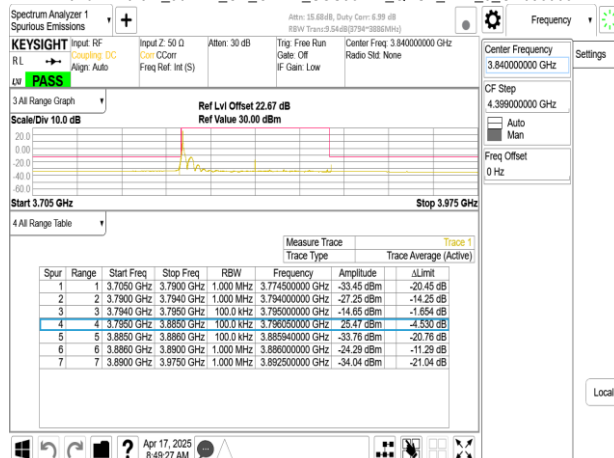 Spectrum Analyzer 1
Spurious Emissions
Attn: 15.68dB, Duty Corr: 6.99 dB
RBW Trans:9.54dB(3794~3886MHz)
Frequency
KEYSIGHT
RL
LXI
PASS
Input: RF
Coupling: DC
Align: Auto
Input Z: 50 Ω
Corr CCorr
Freq Ref: Int (S)
Atten: 30 dB
Trig: Free Run
Gate: Off
IF Gain: Low
Center Freq: 3.840000000 GHz
Radio Std: None
Center Frequency
3.840000000 GHz
Settings
CF Step
4.399000000 GHz
Auto
Man
Freq Offset
0 Hz
3 All Range Graph
Scale/Div 10.0 dB
Ref Lvl Offset 22.67 dB
Ref Value 30.00 dBm
20.0
0.00
-20.0
-40.0
-60.0
Start 3.705 GHz
Stop 3.975 GHz
4 All Range Table
Measure Trace Trace 1
Trace Type Trace Average (Active)
Spur Range Start Freq Stop Freq RBW Frequency Amplitude ΔLimit
1 1 3.7050 GHz 3.7900 GHz 1.000 MHz 3.774500000 GHz -33.45 dBm -20.45 dB
2 2 3.7900 GHz 3.7940 GHz 1.000 MHz 3.794000000 GHz -27.25 dBm -14.25 dB
3 3 3.7940 GHz 3.7950 GHz 100.0 kHz 3.795000000 GHz -14.65 dBm -1.654 dB
4 4 3.7950 GHz 3.8850 GHz 100.0 kHz 3.796050000 GHz 25.47 dBm -4.530 dB
5 5 3.8850 GHz 3.8860 GHz 100.0 kHz 3.885940000 GHz -33.76 dBm -20.76 dB
6 6 3.8860 GHz 3.8900 GHz 1.000 MHz 3.886000000 GHz -24.29 dBm -11.29 dB
7 7 3.8900 GHz 3.9750 GHz 1.000 MHz 3.892500000 GHz -34.04 dBm -21.04 dB
Local
?
Apr 17, 2025
8:49:27 AM